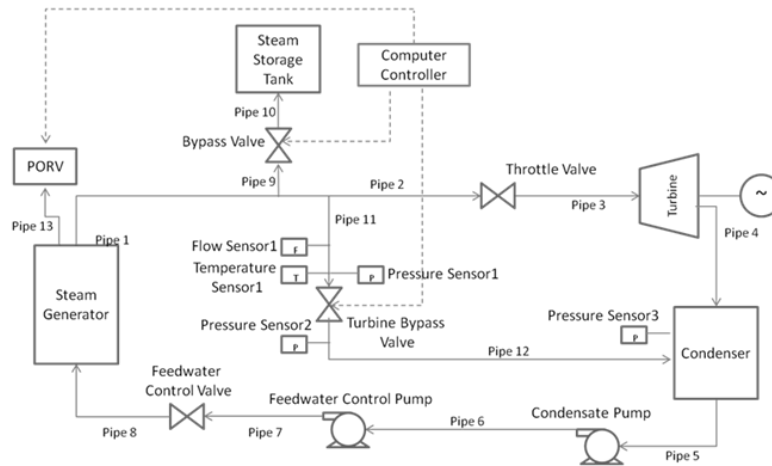 Steam
Storage
Tank
Computer
Controller
Pipe 10
Bypass Valve
PORV
Throttle Valve
Pipe 9
Pipe 2
Turbine
~
Pipe 3
Pipe 13
Pipe 1
Pipe 11
Pipe 4
Flow Sensor1
F
Temperature
Sensor1
T
P
Pressure Sensor1
Steam
Generator
Pressure Sensor2
P
Turbine Bypass
Valve
Pressure Sensor3
P
Condenser
Pipe 12
Feedwater
Control Valve
Feedwater Control Pump
Condensate Pump
Pipe 8
Pipe 7
Pipe 6
Pipe 5